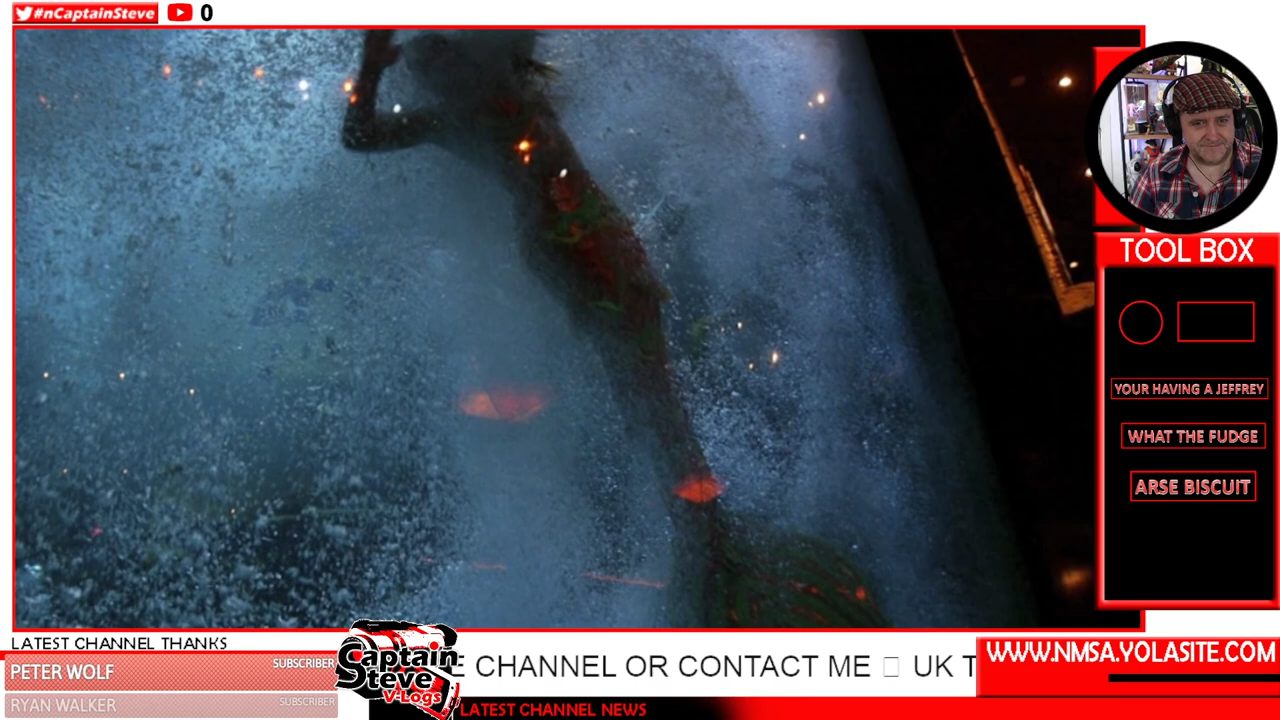 #nCaptainSteve
0
TOOL BOX
YOUR HAVING A JEFFREY
WHAT THE FUDGE
ARSE BISCUIT
LATEST CHANNEL THANKS
PETER WOLF SUBSCRIBER
RYAN WALKER SUBSCRIBER
Captain
Steve
V-Logs
E CHANNEL OR CONTACT ME □ UK T
WWW.NMSA.YOLASITE.COM
LATEST CHANNEL NEWS